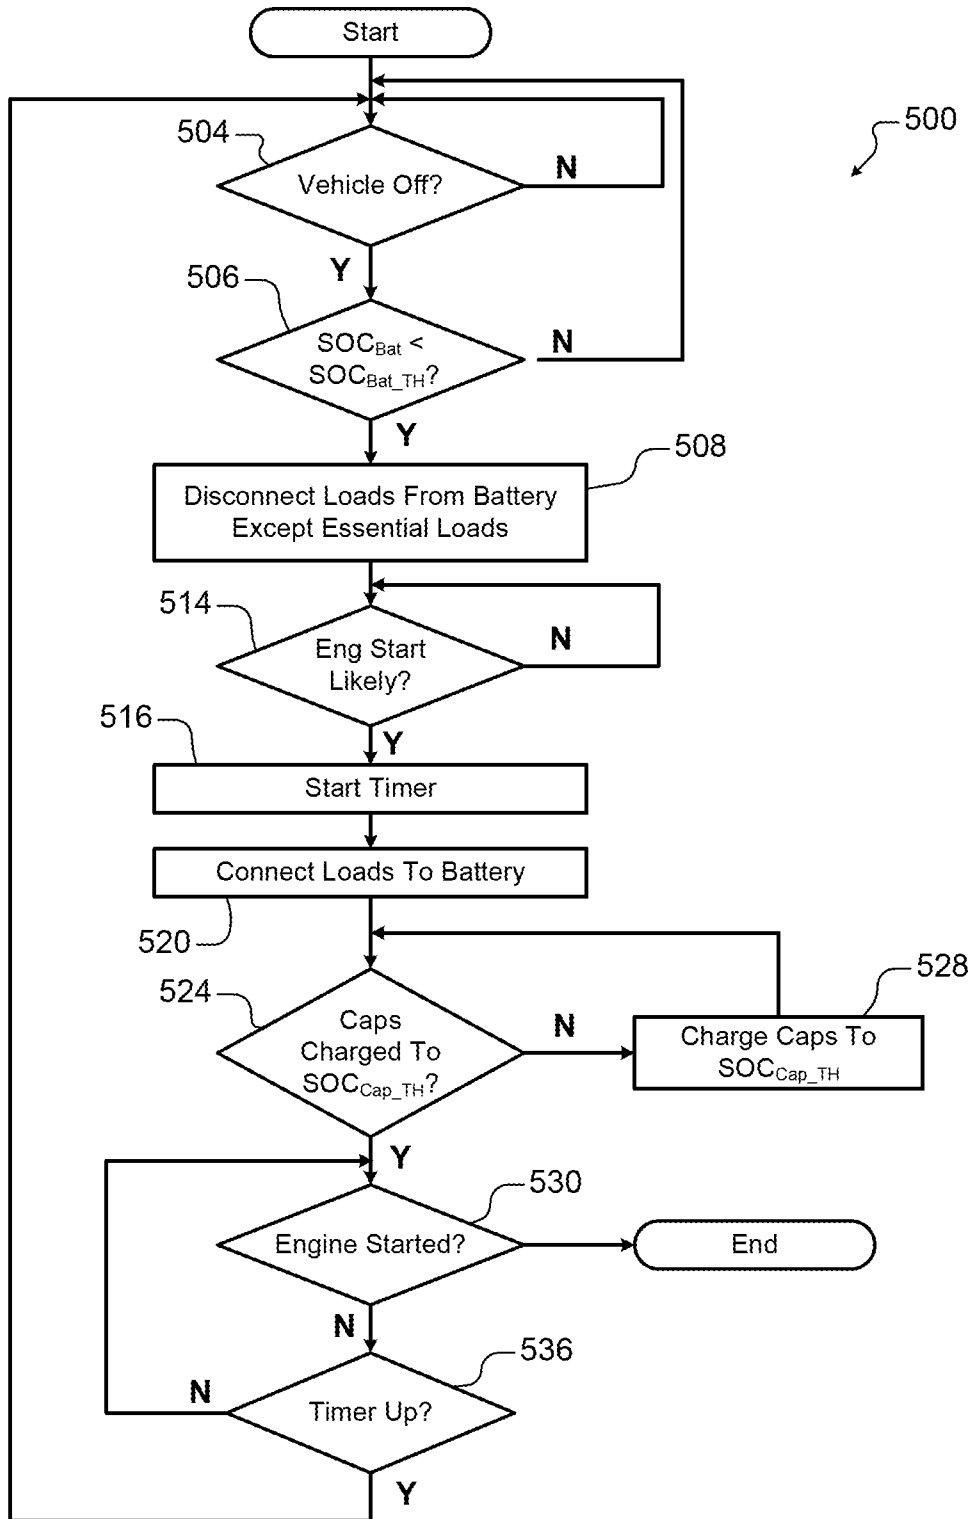 Start
500
504
Vehicle Off?
N
Y
506
SOCBat <
SOCBat_TH?
N
Y
508
Disconnect Loads From Battery
Except Essential Loads
514
Eng Start
Likely?
N
Y
516
Start Timer
Connect Loads To Battery
520
524
Caps
Charged To
SOCCap_TH?
N
528
Charge Caps To
SOCCap_TH
Y
530
Engine Started?
End
N
536
Timer Up?
N
Y